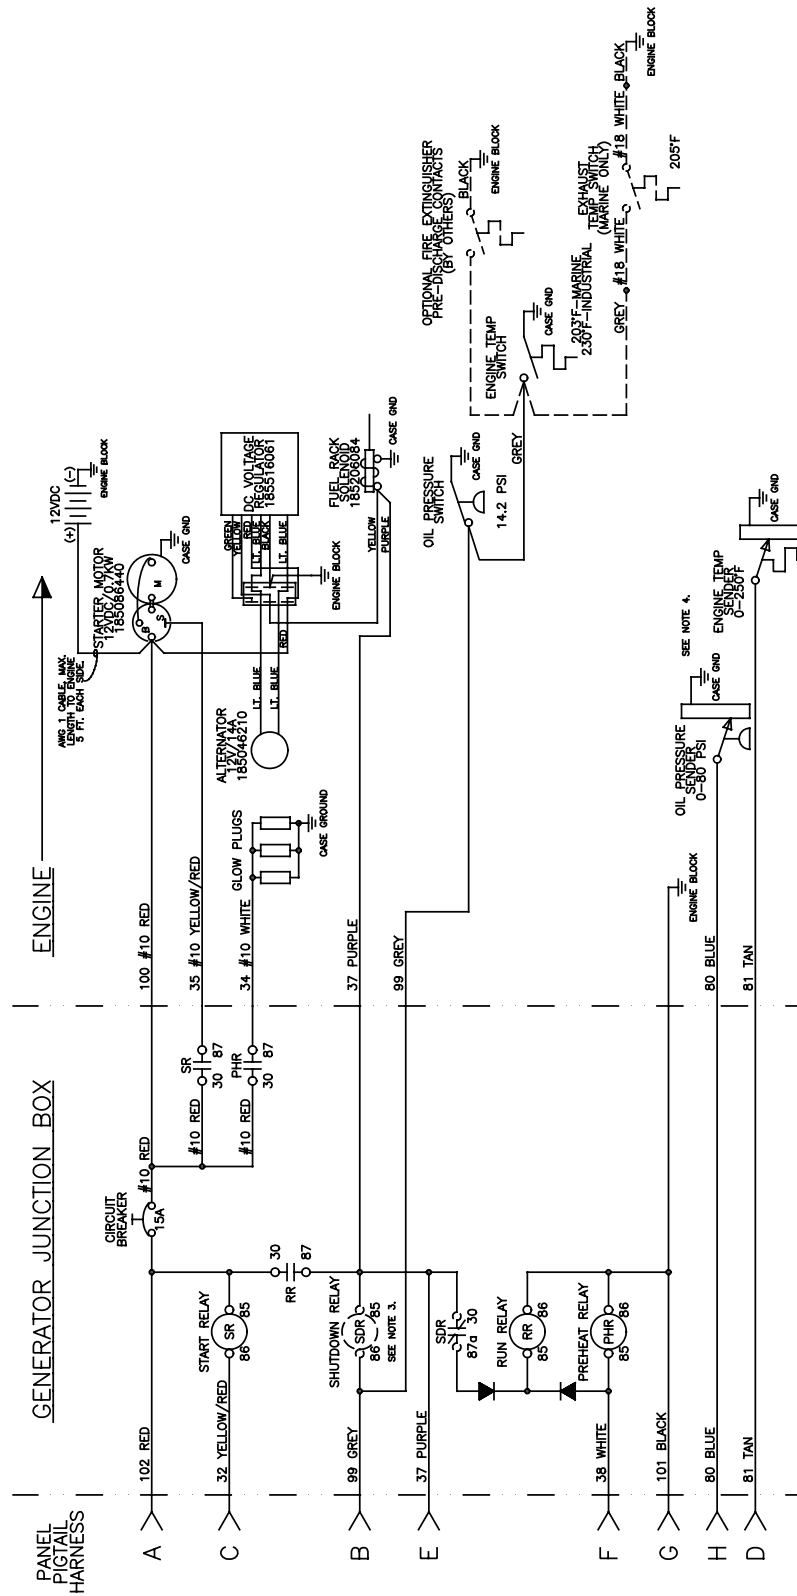 PANEL
PIGTAIL
HARNESS
GENERATOR JUNCTION BOX
ENGINE
A
102 RED
CIRCUIT
BREAKER
15A
#10 RED
100 #10 RED
AWG 1 CABLE, MAX.
LENGTH TO ENGINE
5 FT. EACH SIDE.
STARTER MOTOR
12VDC/0.7KW
185086440
B
S
M
CASE GND
12VDC
(+)
(-)
ENGINE BLOCK
C
32 YELLOW/RED
START RELAY
SR
86
85
30
87
RR
#10 RED
SR
30
87
35 #10 YELLOW/RED
#10 RED
PHR
30
87
34 #10 WHITE
GLOW PLUGS
CASE GROUND
ALTERNATOR
12V/14A
185046210
LT. BLUE
LT. BLUE
RED
ENGINE BLOCK
GREEN
YELLOW
RED
LT. BLUE
BLACK
LT. BLUE
DC VOLTAGE
REGULATOR
185516061
B
99 GREY
SHUTDOWN RELAY
SDR
86
85
SEE NOTE 3.
37 PURPLE
YELLOW
PURPLE
FUEL RACK
SOLENOID
185206084
CASE GND
99 GREY
E
37 PURPLE
SDR
87a
30
OIL PRESSURE
SWITCH
14.2 PSI
CASE GND
GREY
OPTIONAL FIRE EXTINGUISHER
PRE-DISCHARGE CONTACTS
(BY OTHERS)
BLACK
ENGINE BLOCK
ENGINE TEMP
SWITCH
CASE GND
203°F-MARINE
230°F-INDUSTRIAL
EXHAUST
TEMP SWITCH
(MARINE ONLY)
GREY
#18 WHITE
#18 WHITE
BLACK
205°F
ENGINE BLOCK
RUN RELAY
RR
85
86
PREHEAT RELAY
PHR
85
86
F
38 WHITE
G
101 BLACK
ENGINE BLOCK
H
80 BLUE
80 BLUE
OIL PRESSURE
SENDER
0-80 PSI
CASE GND
SEE NOTE 4.
D
81 TAN
81 TAN
ENGINE TEMP
SENDER
0-250°F
CASE GND